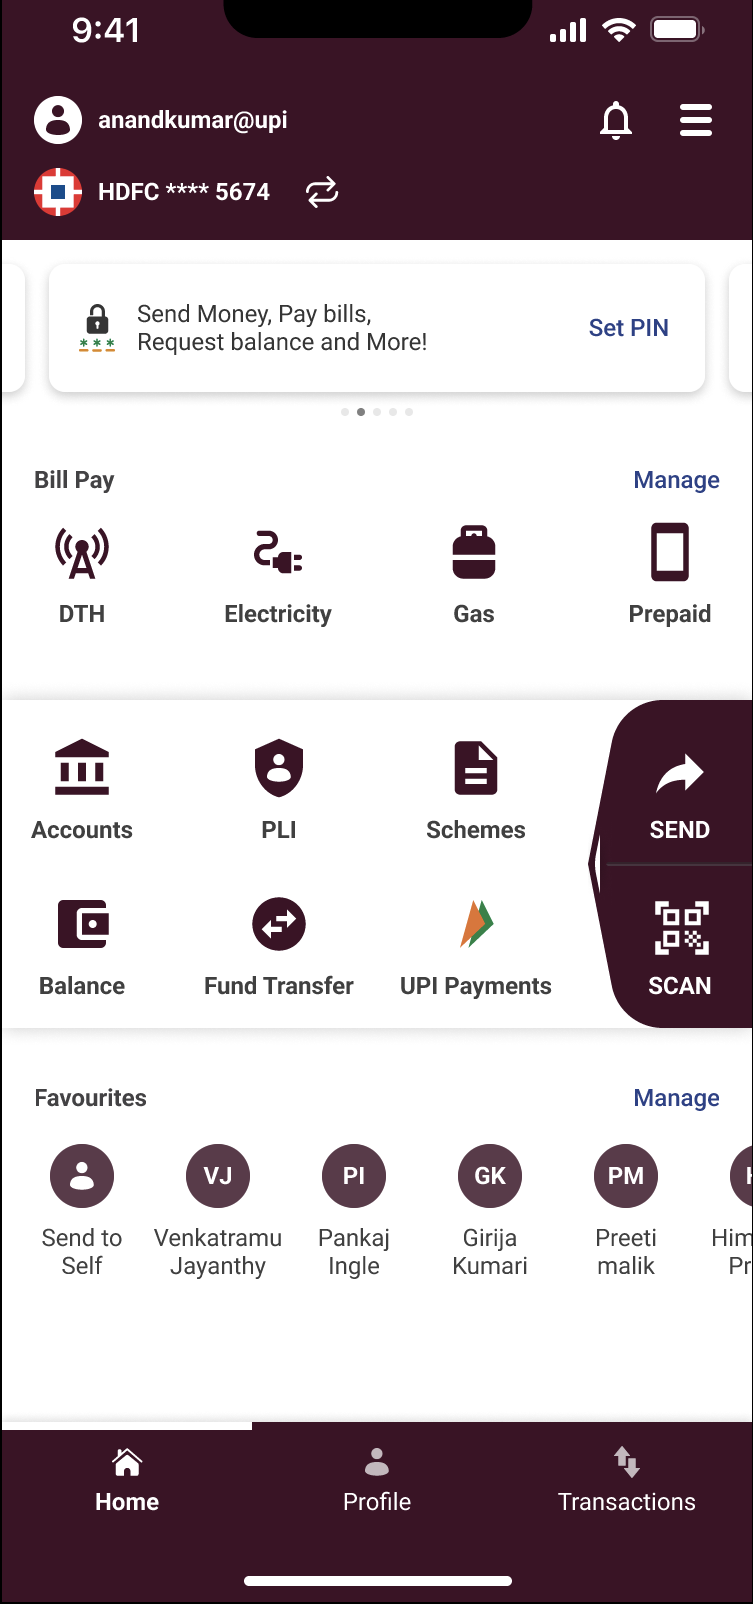 9:41
anandkumar@upi
HDFC **** 5674
Send Money, Pay bills,
Request balance and More!
Set PIN
***
Bill Pay
Manage
DTH
Electricity
Gas
Prepaid
Accounts
PLI
Schemes
SEND
Balance
Fund Transfer
UPI Payments
SCAN
Favourites
Manage
VJ
PI
GK
PM
Send to
Self
Venkatramu
Jayanthy
Pankaj
Ingle
Girija
Kumari
Preeti
malik
Home
Profile
Transactions